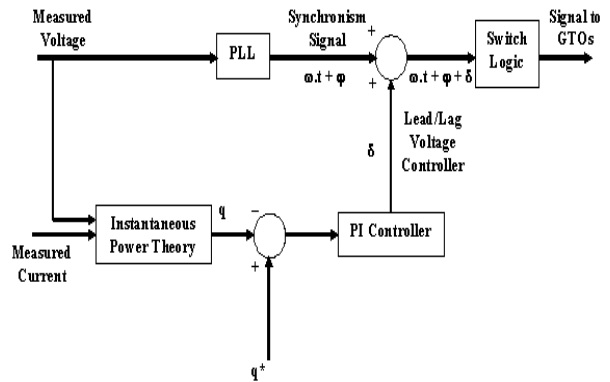 Measured
Voltage
PLL
Synchronism
Signal
ω.t + φ
+
+
ω.t + φ + δ
Switch
Logic
Signal to
GTOs
δ
Lead/Lag
Voltage
Controller
Instantaneous
Power Theory
q
−
+
PI Controller
Measured
Current
q*